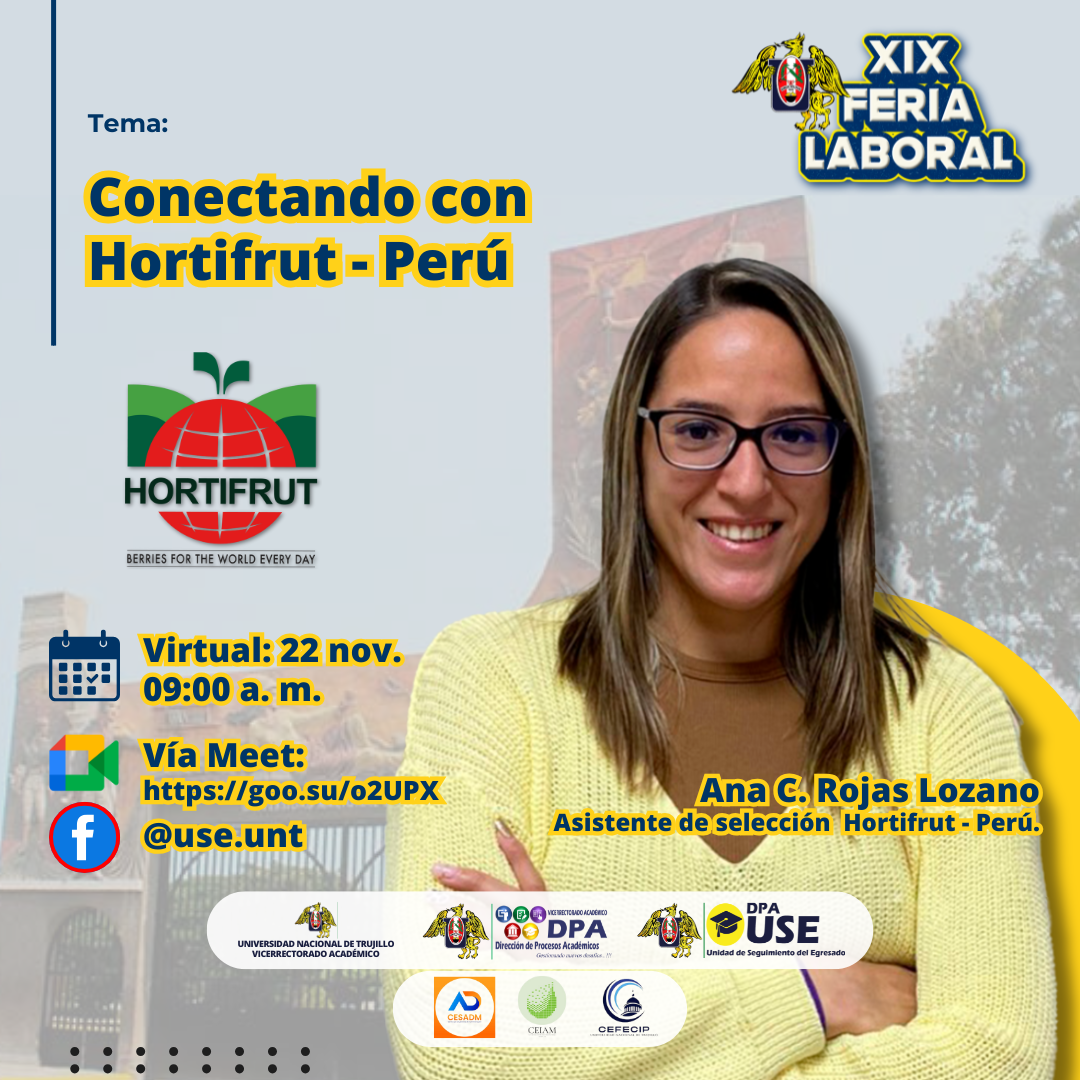 XIX
FERIA
LABORAL
Tema:
Conectando con
Hortifrut - Perú
HORTIFRUT
BERRIES FOR THE WORLD EVERY DAY
Virtual: 22 nov.
09:00 a. m.
Vía Meet:
https://goo.su/o2UPX
@use.unt
Ana C. Rojas Lozano
Asistente de selección Hortifrut - Perú.
UNIVERSIDAD NACIONAL DE TRUJILLO
VICERRECTORADO ACADÉMICO
VICERRECTORADO ACADÉMICO
DPA
Dirección de Procesos Académicos
Gestionando nuevos desafíos...!!!
DPA
USE
Unidad de Seguimiento del Egresado
CESADM
CEIAM
CEFECIP